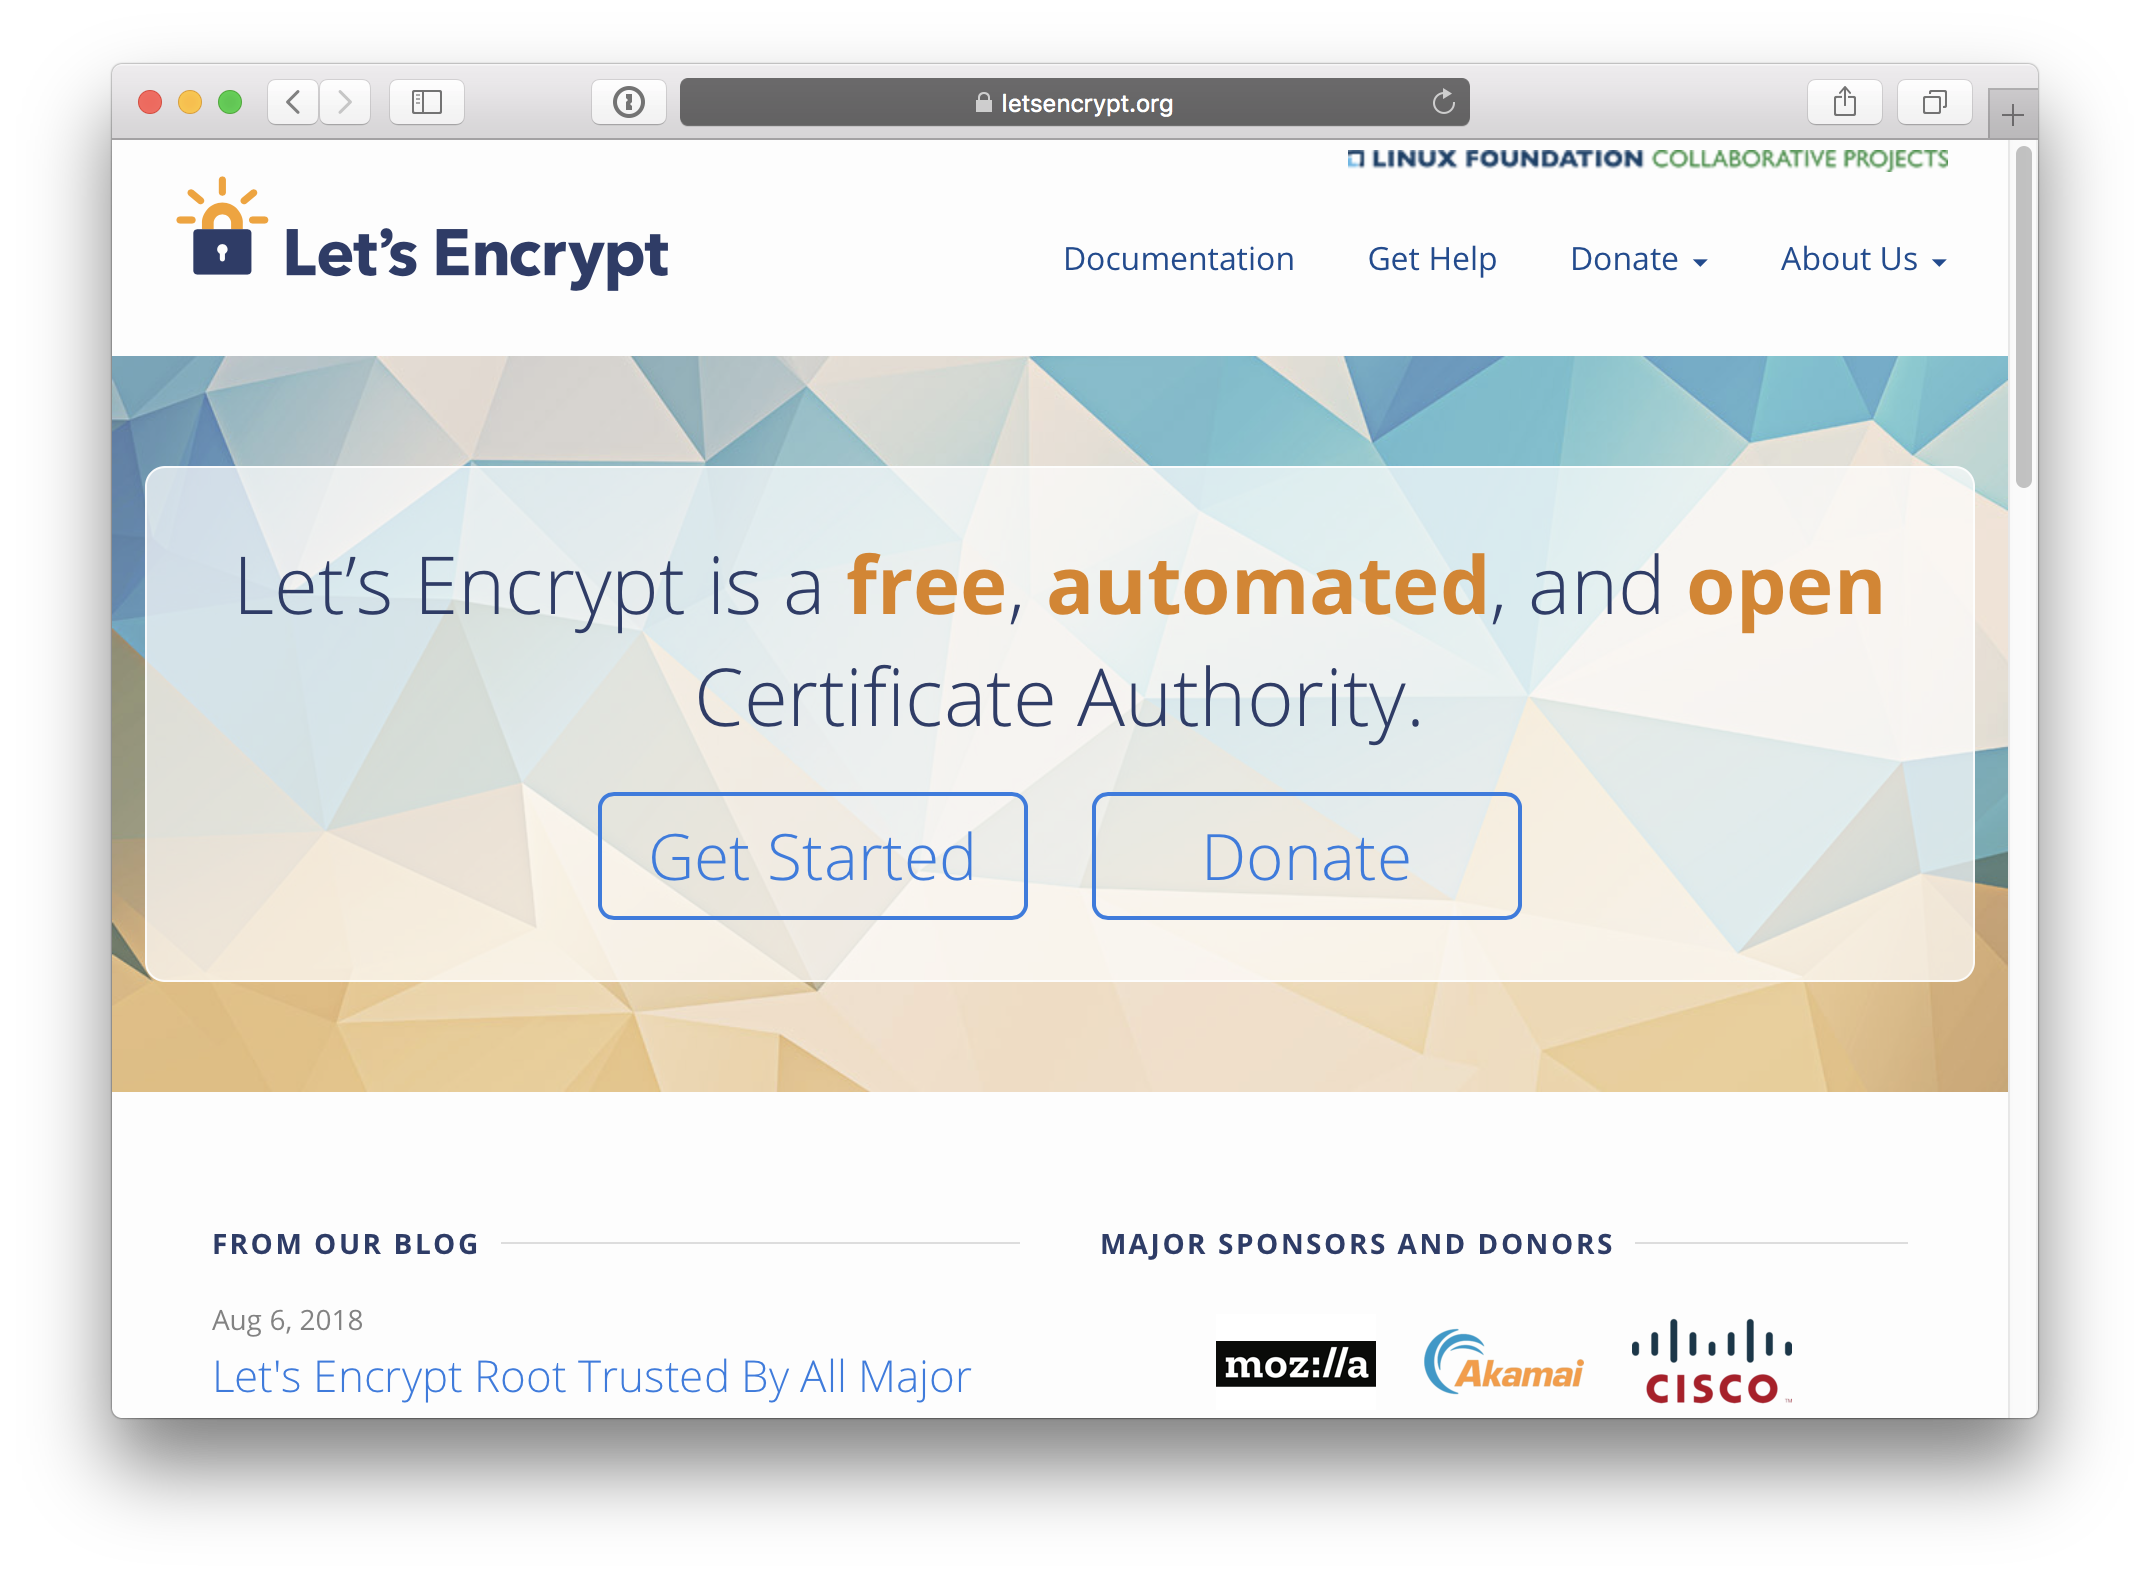 letsencrypt.org
LINUX FOUNDATION COLLABORATIVE PROJECTS
Let's Encrypt
Documentation Get Help Donate About Us
Let’s Encrypt is a free, automated, and open
Certificate Authority.
Get Started Donate
FROM OUR BLOG
Aug 6, 2018
Let's Encrypt Root Trusted By All Major
MAJOR SPONSORS AND DONORS
moz://a Akamai CISCO™